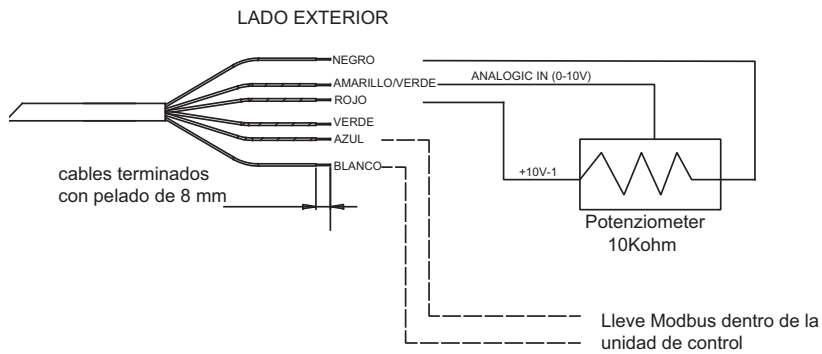 LADO EXTERIOR
NEGRO
AMARILLO/VERDE
ANALOGIC IN (0-10V)
ROJO
VERDE
AZUL
BLANCO
+10V-1
cables terminados
con pelado de 8 mm
Potenziometer
10Kohm
Lleve Modbus dentro de la
unidad de control